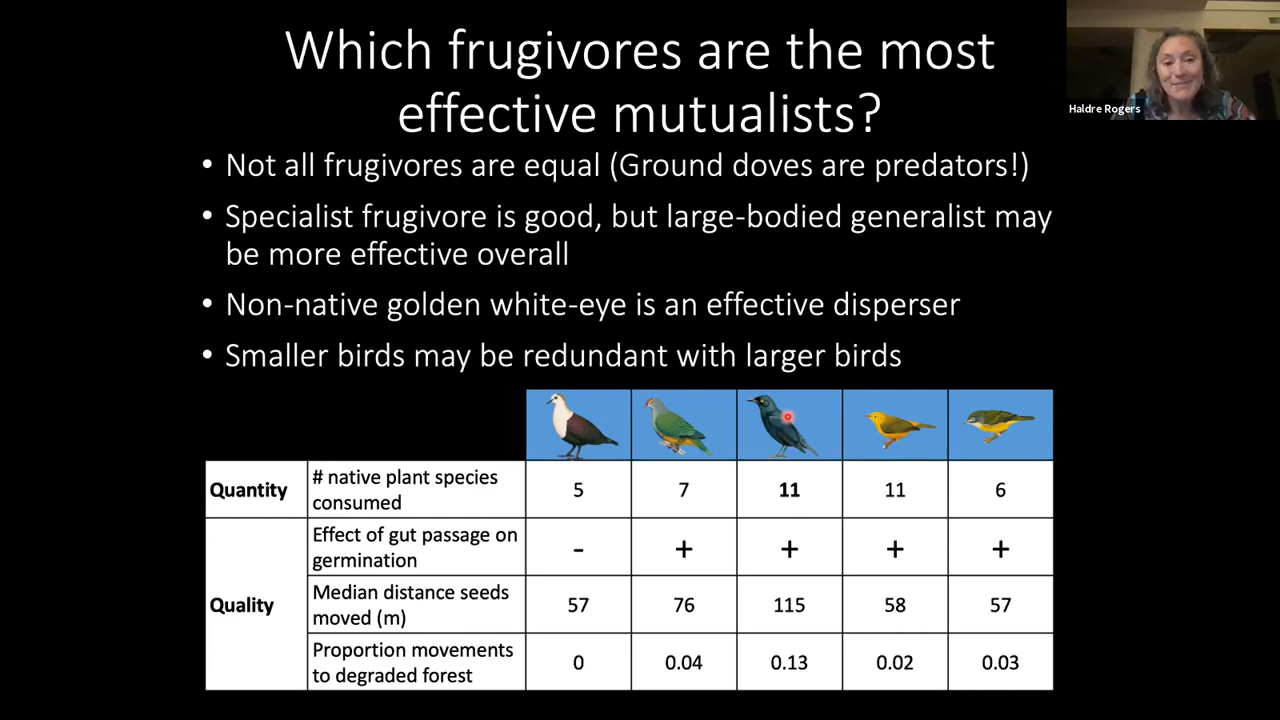 Which frugivores are the most
effective mutualists?
Haldre Rogers
• Not all frugivores are equal (Ground doves are predators!)
• Specialist frugivore is good, but large-bodied generalist may
be more effective overall
• Non-native golden white-eye is an effective disperser
• Smaller birds may be redundant with larger birds
Quantity
# native plant species
consumed
5 7 11 11 6
Quality
Effect of gut passage on
germination
- + + + +
Median distance seeds
moved (m)
57 76 115 58 57
Proportion movements
to degraded forest
0 0.04 0.13 0.02 0.03